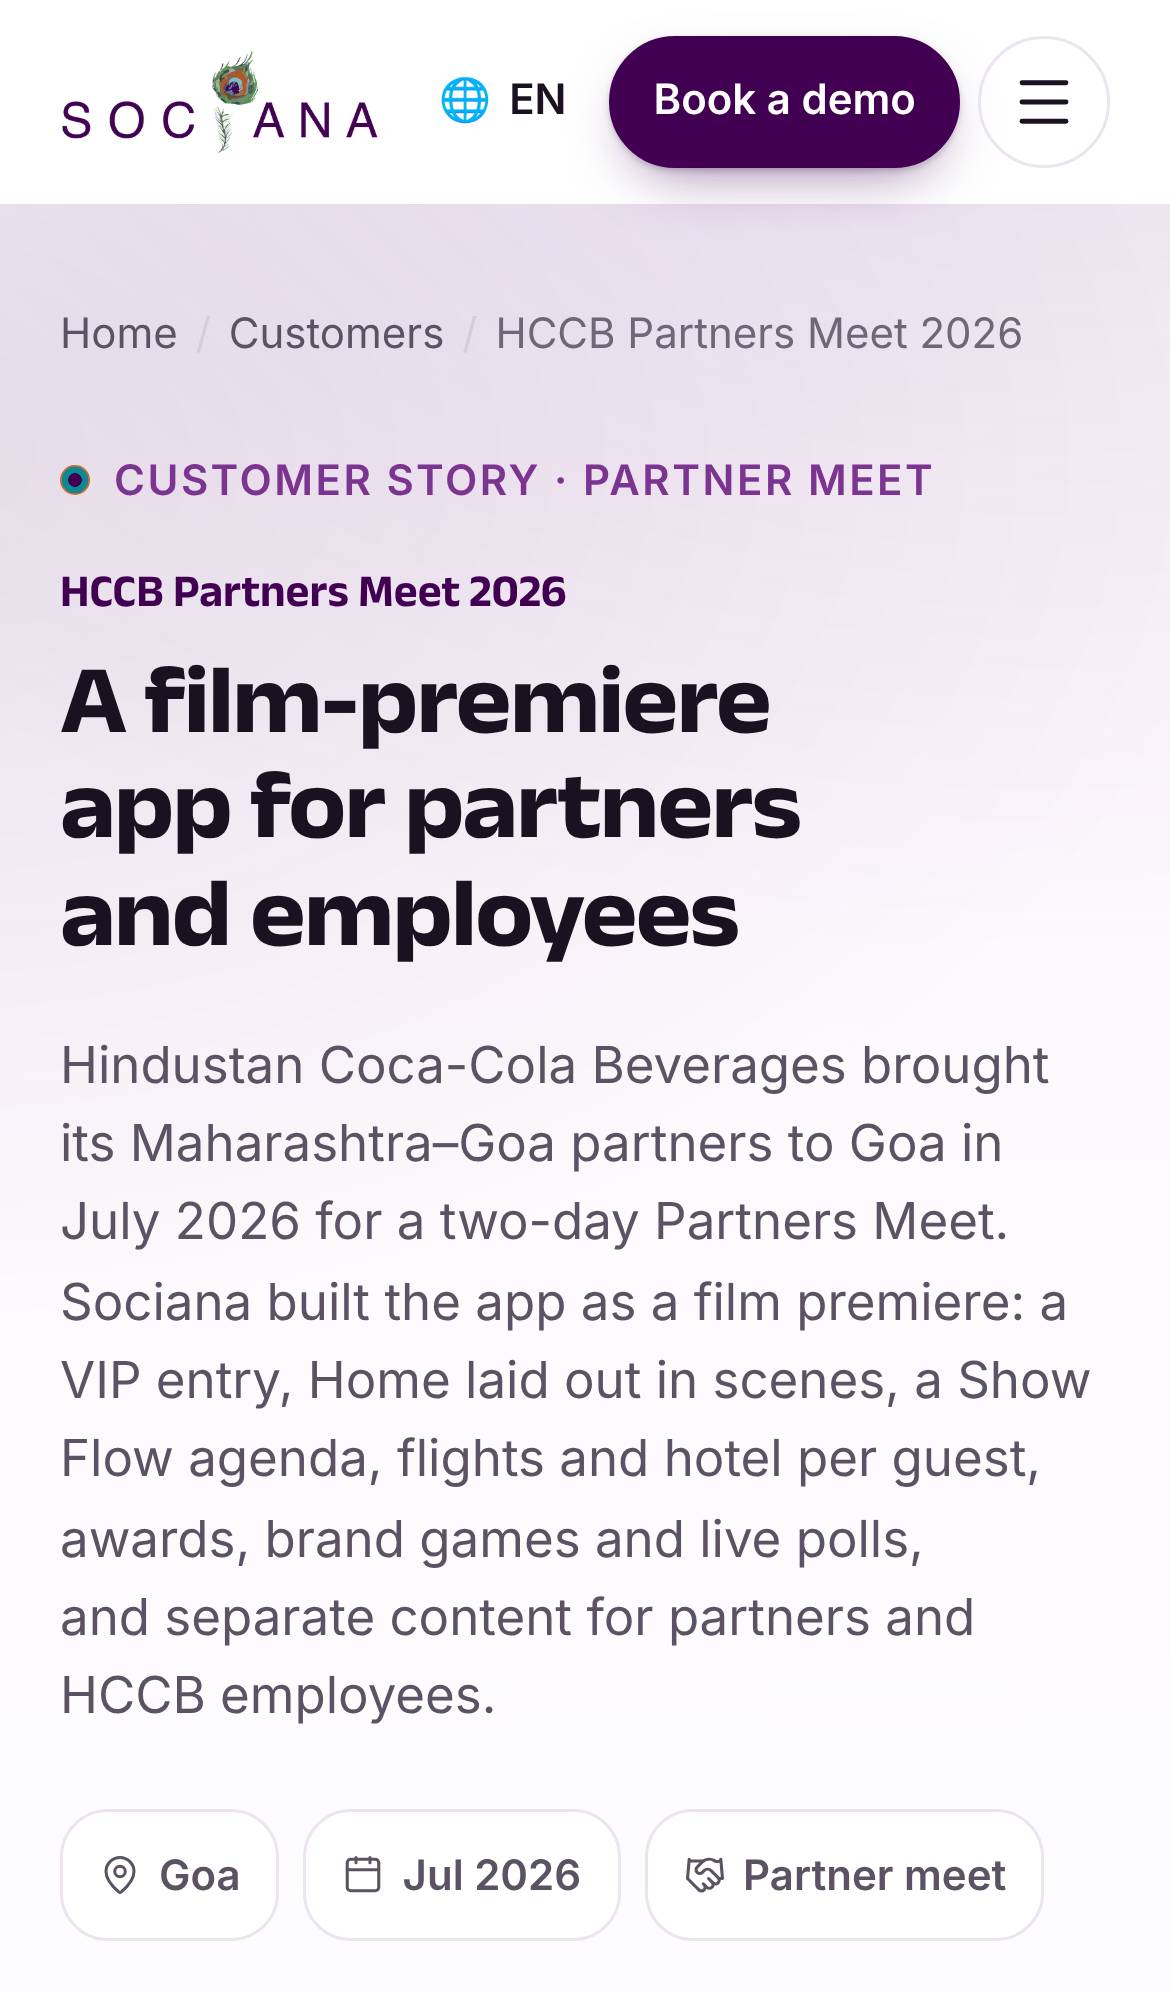 SOCIANA
🌐 EN
Book a demo
Home / Customers / HCCB Partners Meet 2026
CUSTOMER STORY · PARTNER MEET
HCCB Partners Meet 2026
A film-premiere
app for partners
and employees
Hindustan Coca-Cola Beverages brought
its Maharashtra–Goa partners to Goa in
July 2026 for a two-day Partners Meet.
Sociana built the app as a film premiere: a
VIP entry, Home laid out in scenes, a Show
Flow agenda, flights and hotel per guest,
awards, brand games and live polls,
and separate content for partners and
HCCB employees.
Goa
Jul 2026
Partner meet